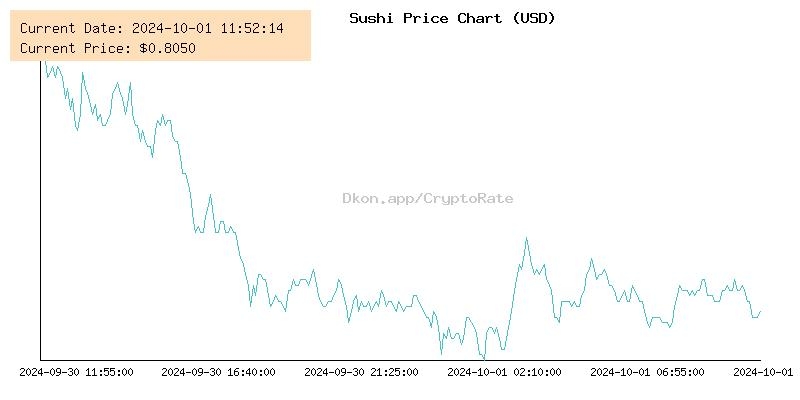 Sushi Price Chart (USD)
Current Date: 2024-10-01 11:52:14
Current Price: $0.8050
Dkon.app/CryptoRate
2024-09-30 11:55:00 2024-09-30 16:40:00 2024-09-30 21:25:00 2024-10-01 02:10:00 2024-10-01 06:55:00 2024-10-01